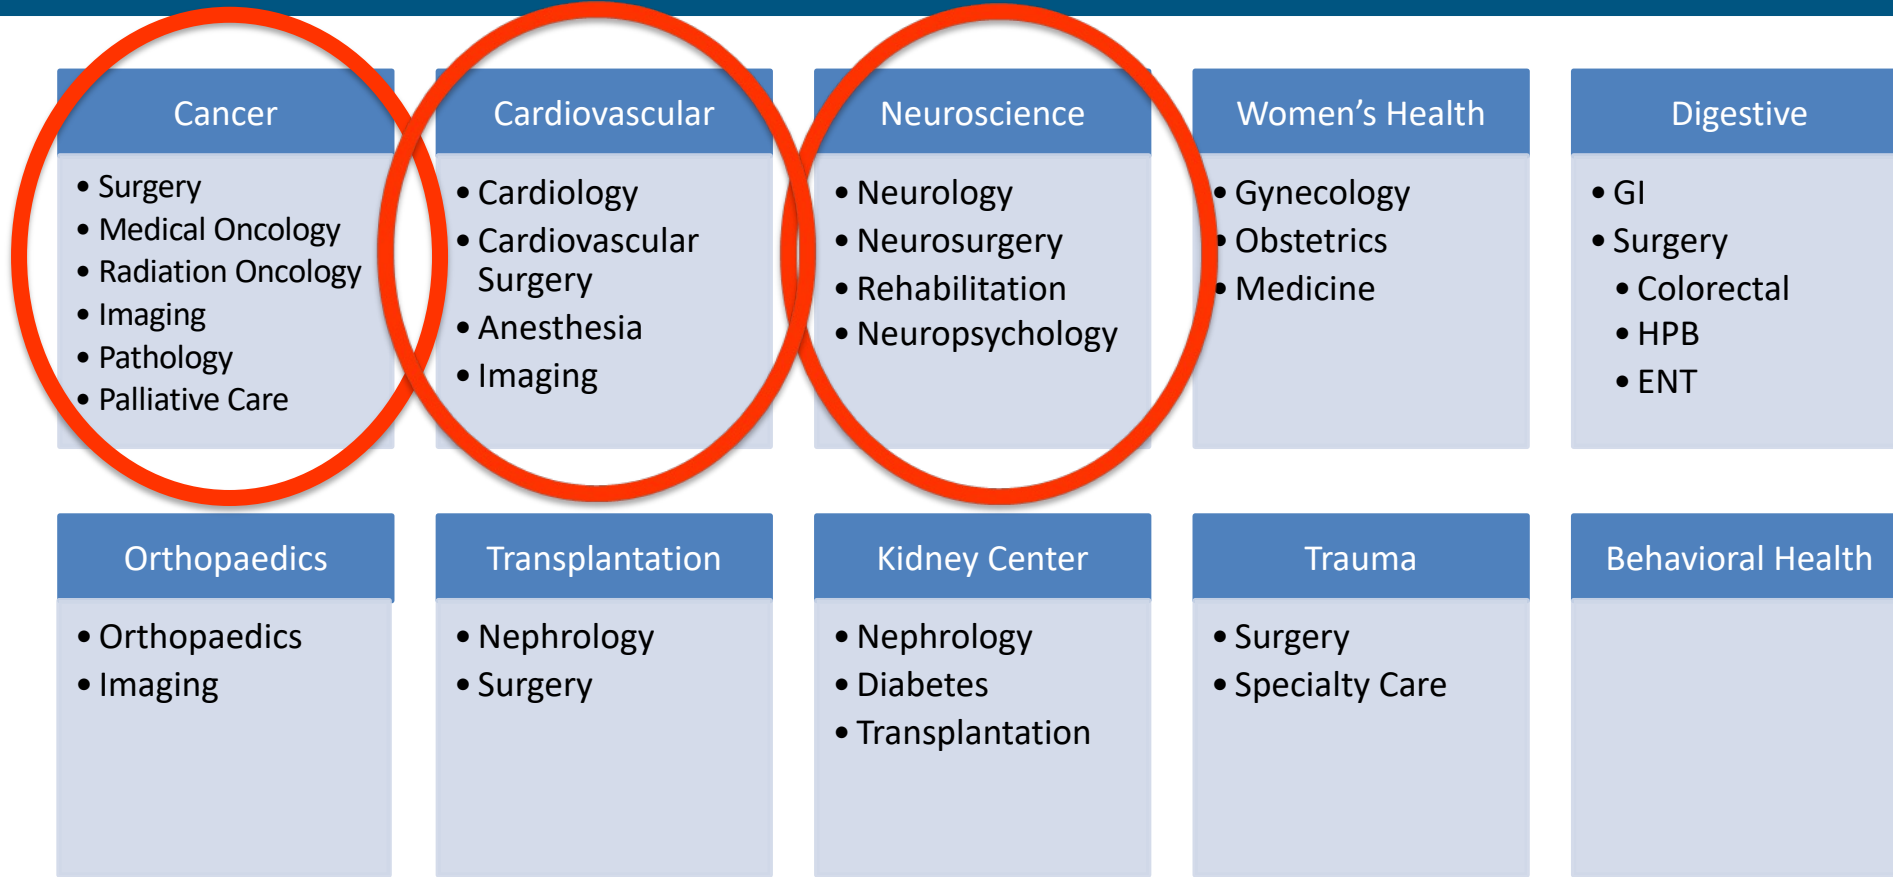 Cancer
• Surgery
• Medical Oncology
• Radiation Oncology
• Imaging
• Pathology
• Palliative Care
Cardiovascular
• Cardiology
• Cardiovascular
Surgery
• Anesthesia
• Imaging
Neuroscience
• Neurology
• Neurosurgery
• Rehabilitation
• Neuropsychology
Women’s Health
• Gynecology
• Obstetrics
• Medicine
Digestive
• GI
• Surgery
• Colorectal
• HPB
• ENT
Orthopaedics
• Orthopaedics
• Imaging
Transplantation
• Nephrology
• Surgery
Kidney Center
• Nephrology
• Diabetes
• Transplantation
Trauma
• Surgery
• Specialty Care
Behavioral Health